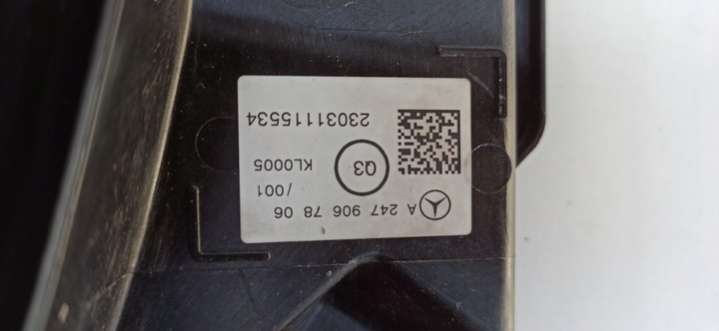 A 247 906 78 06
/001
Q3
KL0005
23031115534